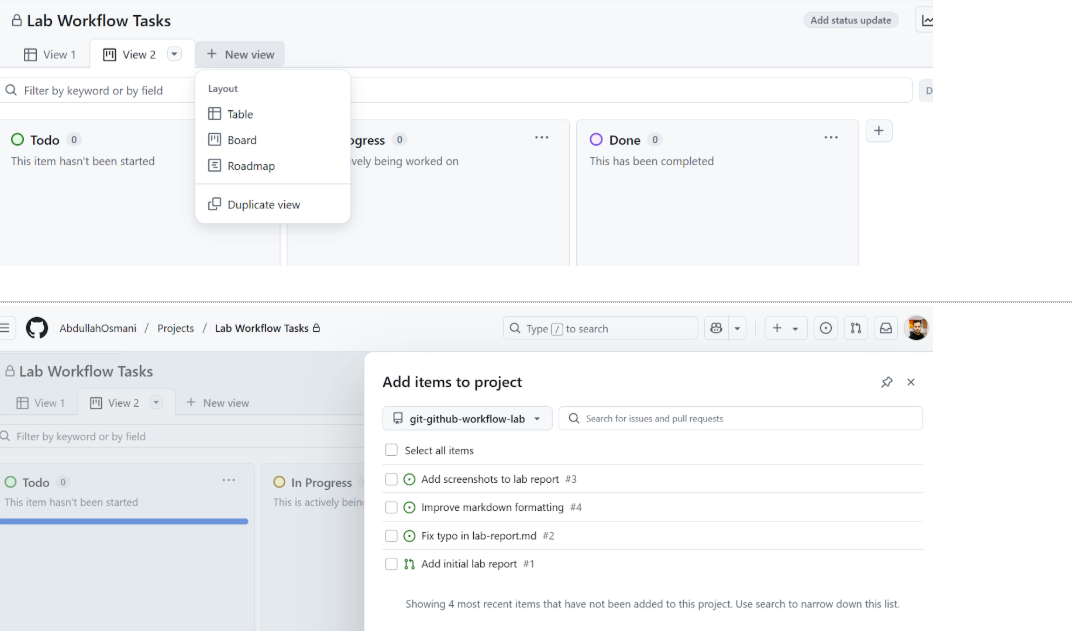 Lab Workflow Tasks
Add status update
View 1
View 2
New view
Filter by keyword or by field
D
Layout
Table
Board
Roadmap
Duplicate view
Todo 0
This item hasn't been started
ogress 0
vely being worked on
Done 0
This has been completed
AbdullahOsmani / Projects / Lab Workflow Tasks
Type / to search
Lab Workflow Tasks
View 1
View 2
New view
Filter by keyword or by field
Todo 0
This item hasn't been started
In Progress
This is actively being
Add items to project
git-github-workflow-lab
Search for issues and pull requests
Select all items
Add screenshots to lab report #3
Improve markdown formatting #4
Fix typo in lab-report.md #2
Add initial lab report #1
Showing 4 most recent items that have not been added to this project. Use search to narrow down this list.